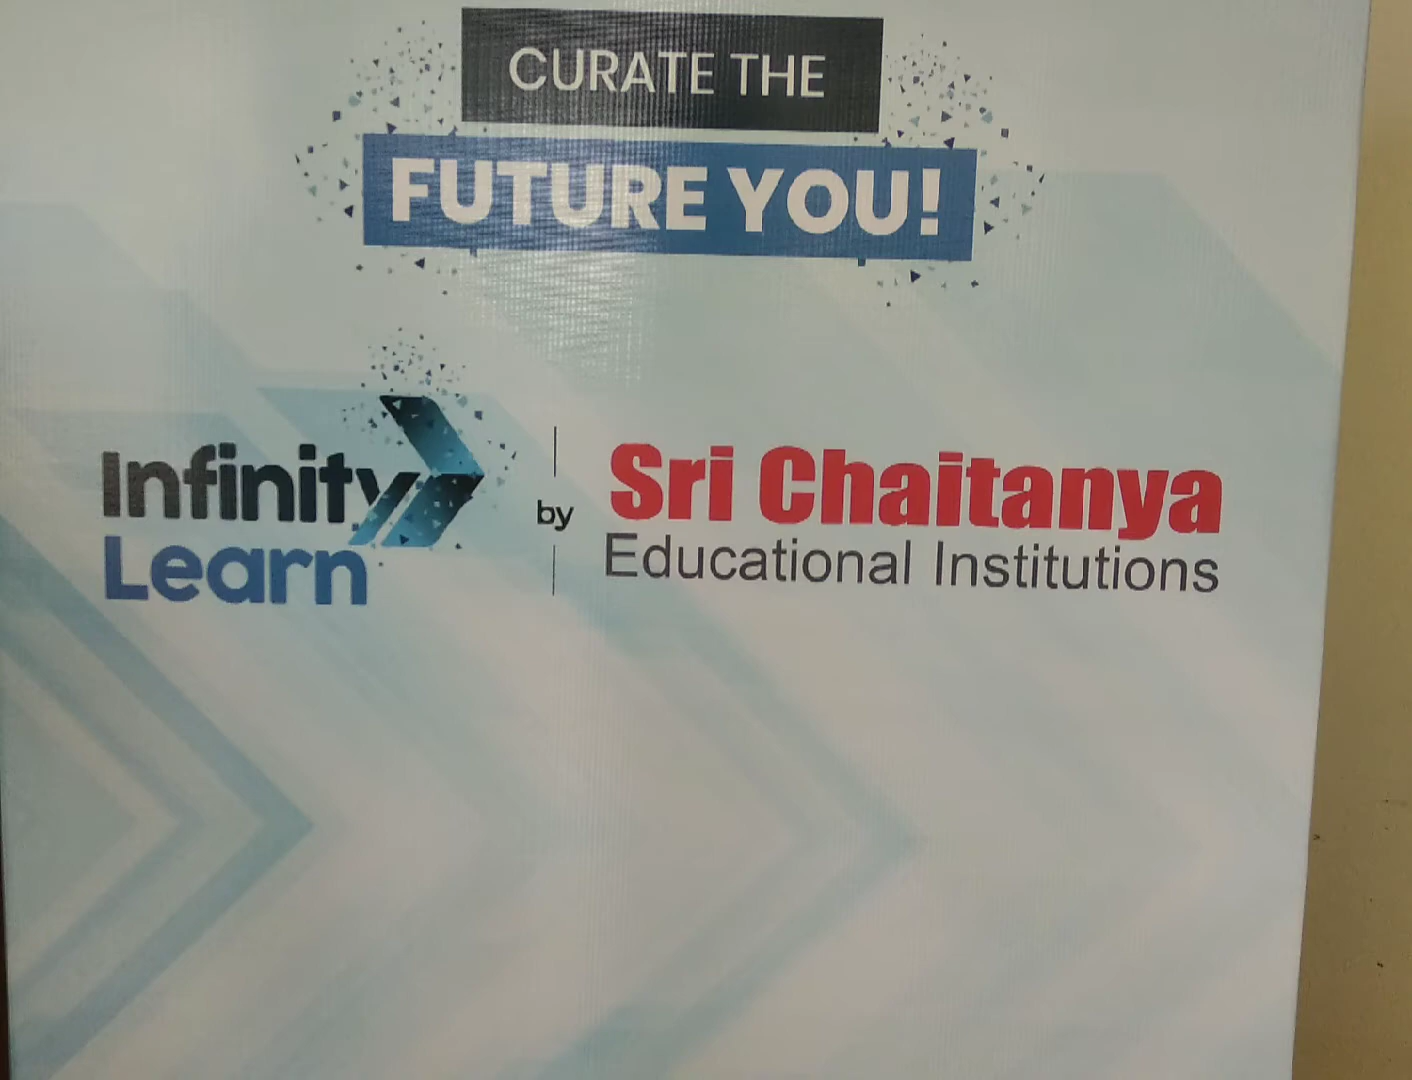 CURATE THE
FUTURE YOU!
Infinity
Learn
by
Sri Chaitanya
Educational Institutions